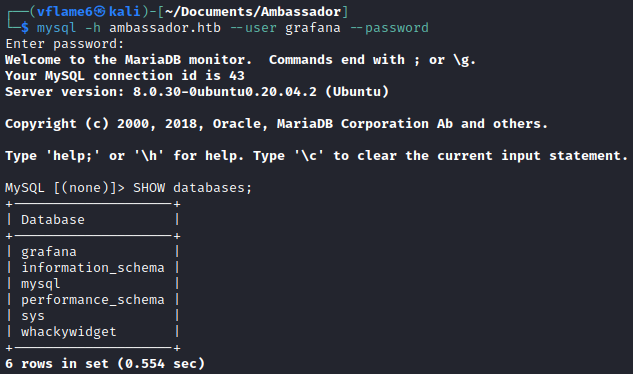 ┌──(vflame6㉿kali)-[~/Documents/Ambassador]
└─$ mysql -h ambassador.htb --user grafana --password
Enter password:
Welcome to the MariaDB monitor.  Commands end with ; or \g.
Your MySQL connection id is 43
Server version: 8.0.30-0ubuntu0.20.04.2 (Ubuntu)

Copyright (c) 2000, 2018, Oracle, MariaDB Corporation Ab and others.

Type 'help;' or '\h' for help. Type '\c' to clear the current input statement.

MySQL [(none)]> SHOW databases;
+--------------------+
| Database           |
+--------------------+
| grafana            |
| information_schema |
| mysql              |
| performance_schema |
| sys                |
| whackywidget       |
+--------------------+
6 rows in set (0.554 sec)